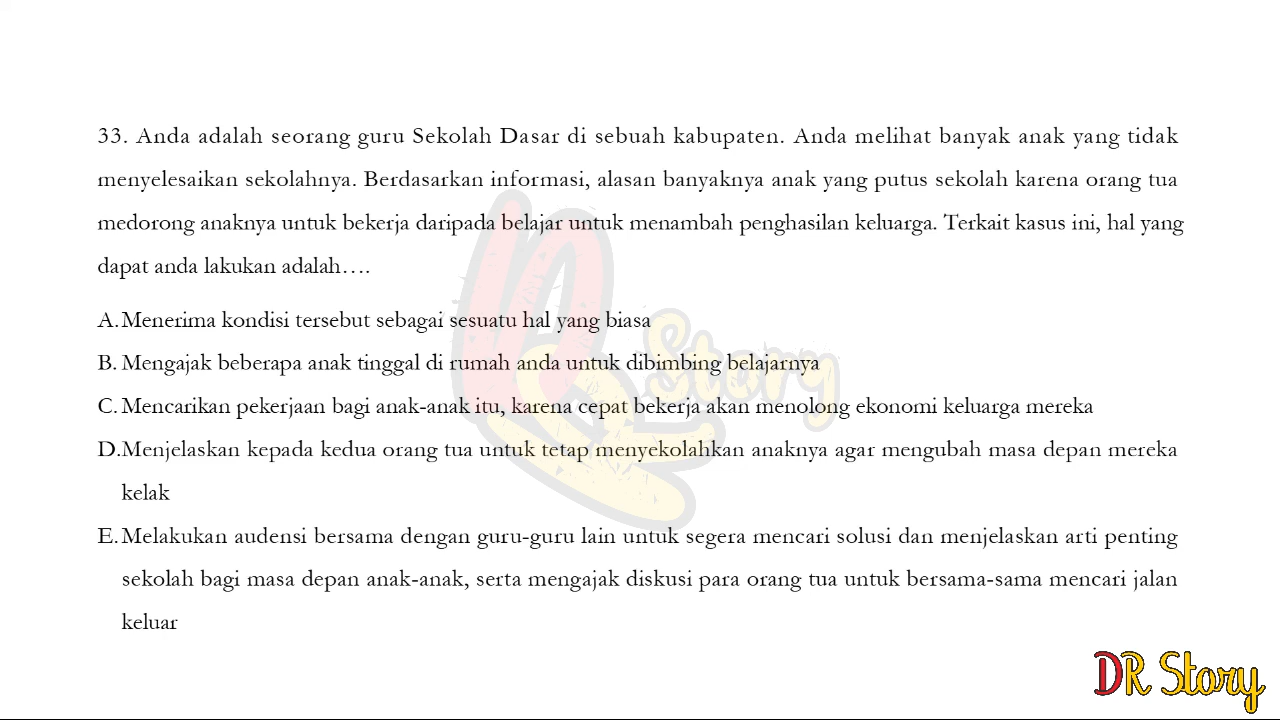 33. Anda adalah seorang guru Sekolah Dasar di sebuah kabupaten. Anda melihat banyak anak yang tidak
menyelesaikan sekolahnya. Berdasarkan informasi, alasan banyaknya anak yang putus sekolah karena orang tua
medorong anaknya untuk bekerja daripada belajar untuk menambah penghasilan keluarga. Terkait kasus ini, hal yang
dapat anda lakukan adalah….
A. Menerima kondisi tersebut sebagai sesuatu hal yang biasa
B. Mengajak beberapa anak tinggal di rumah anda untuk dibimbing belajarnya
C. Mencarikan pekerjaan bagi anak-anak itu, karena cepat bekerja akan menolong ekonomi keluarga mereka
D. Menjelaskan kepada kedua orang tua untuk tetap menyekolahkan anaknya agar mengubah masa depan mereka
kelak
E. Melakukan audensi bersama dengan guru-guru lain untuk segera mencari solusi dan menjelaskan arti penting
sekolah bagi masa depan anak-anak, serta mengajak diskusi para orang tua untuk bersama-sama mencari jalan
keluar
DR Story
DR Story